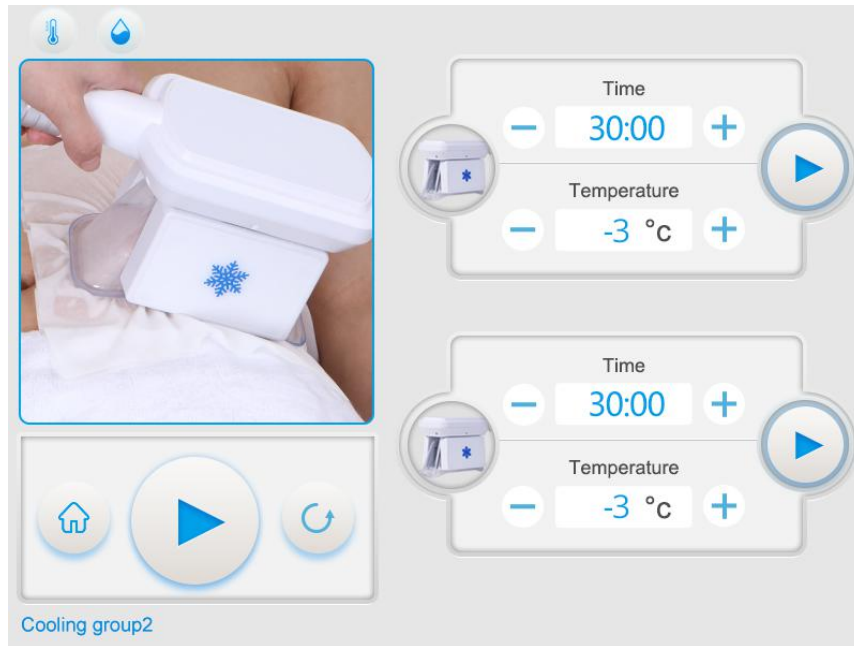 Time
30:00
Temperature
-3 °c
Time
30:00
Temperature
-3 °c
Cooling group2